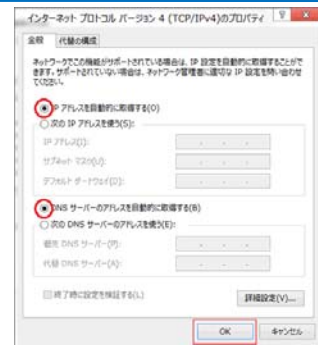 インターネット プロトコル バージョン 4 (TCP/IPv4)のプロパティ
全般 代替の構成
ネットワークでこの機能がサポートされている場合は、IP 設定を自動的に取得することがで
きます。サポートされていない場合は、ネットワーク管理者に適切な IP 設定を問い合わせ
てください。
IP アドレスを自動的に取得する(O)
次の IP アドレスを使う(S):
IP アドレス(I):
サブネット マスク(U):
デフォルト ゲートウェイ(D):
DNS サーバーのアドレスを自動的に取得する(B)
次の DNS サーバーのアドレスを使う(E):
優先 DNS サーバー(P):
代替 DNS サーバー(A):
終了時に設定を検証する(L)
詳細設定(V)...
OK キャンセル